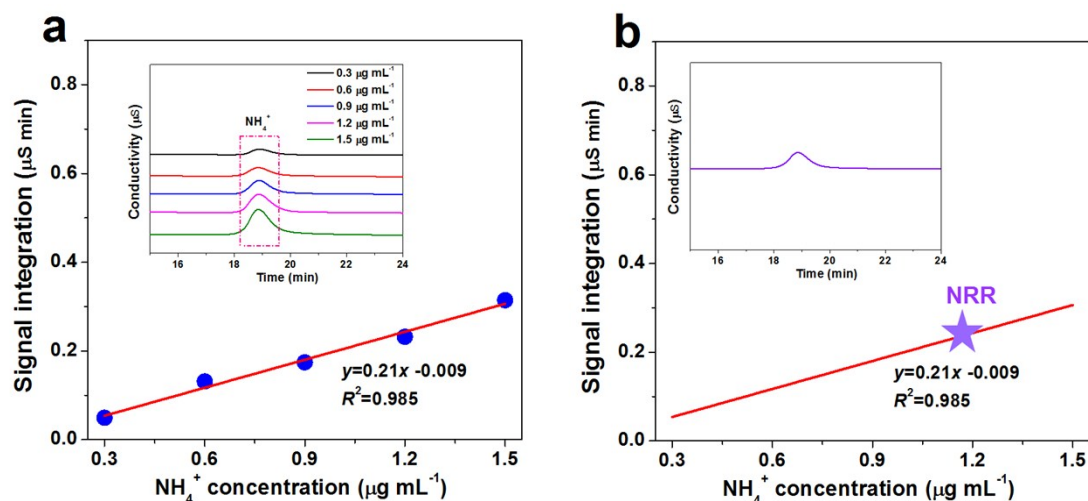 a
Signal integration (μS min)
0.8
0.6
0.4
0.2
0.0
0.3
0.6
0.9
1.2
1.5
NH₄⁺ concentration (μg mL⁻¹)
y=0.21x -0.009
R²=0.985
Conductivity (μS)
NH₄⁺
0.3 μg mL⁻¹
0.6 μg mL⁻¹
0.9 μg mL⁻¹
1.2 μg mL⁻¹
1.5 μg mL⁻¹
16
18
20
22
24
Time (min)
b
Signal integration (μS min)
0.8
0.6
0.4
0.2
0.0
0.3
0.6
0.9
1.2
1.5
NH₄⁺ concentration (μg mL⁻¹)
NRR
y=0.21x -0.009
R²=0.985
Conductivity (μS)
16
18
20
22
24
Time (min)